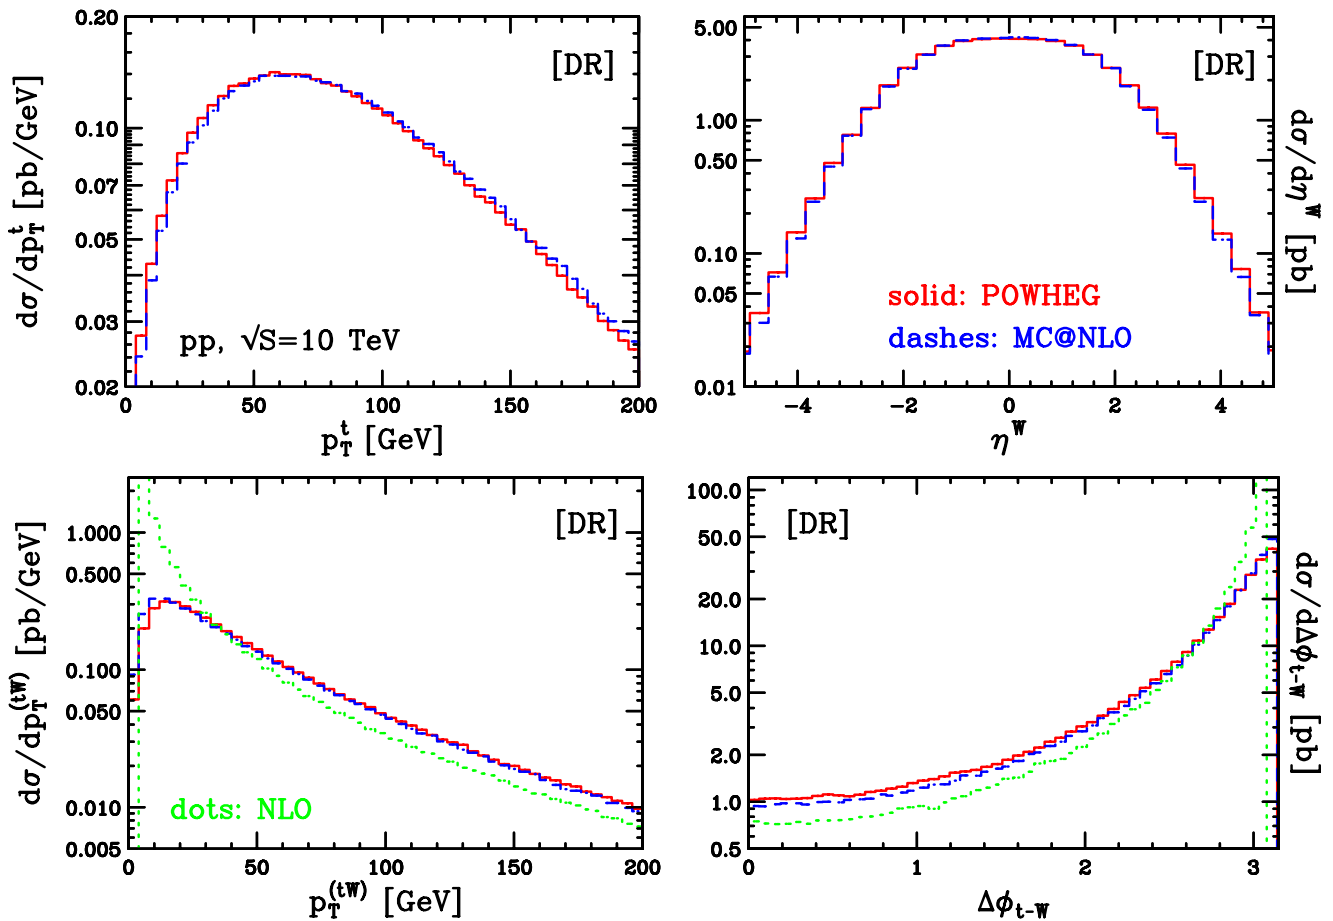 0.20
0.10
0.07
0.05
0.03
0.02
dσ/dp_T^t [pb/GeV]
[DR]
pp, √S=10 TeV
0 50 100 150 200
p_T^t [GeV]
5.00
1.00
0.50
0.10
0.05
0.01
[DR]
solid: POWHEG
dashes: MC@NLO
dσ/dη^W [pb]
−4 −2 0 2 4
η^W
1.000
0.500
0.100
0.050
0.010
0.005
dσ/dp_T^(tW) [pb/GeV]
[DR]
dots: NLO
0 50 100 150 200
p_T^(tW) [GeV]
100.0
50.0
20.0
10.0
5.0
2.0
1.0
0.5
[DR]
dσ/dΔϕ_t−W [pb]
0 1 2 3
Δϕ_t−W